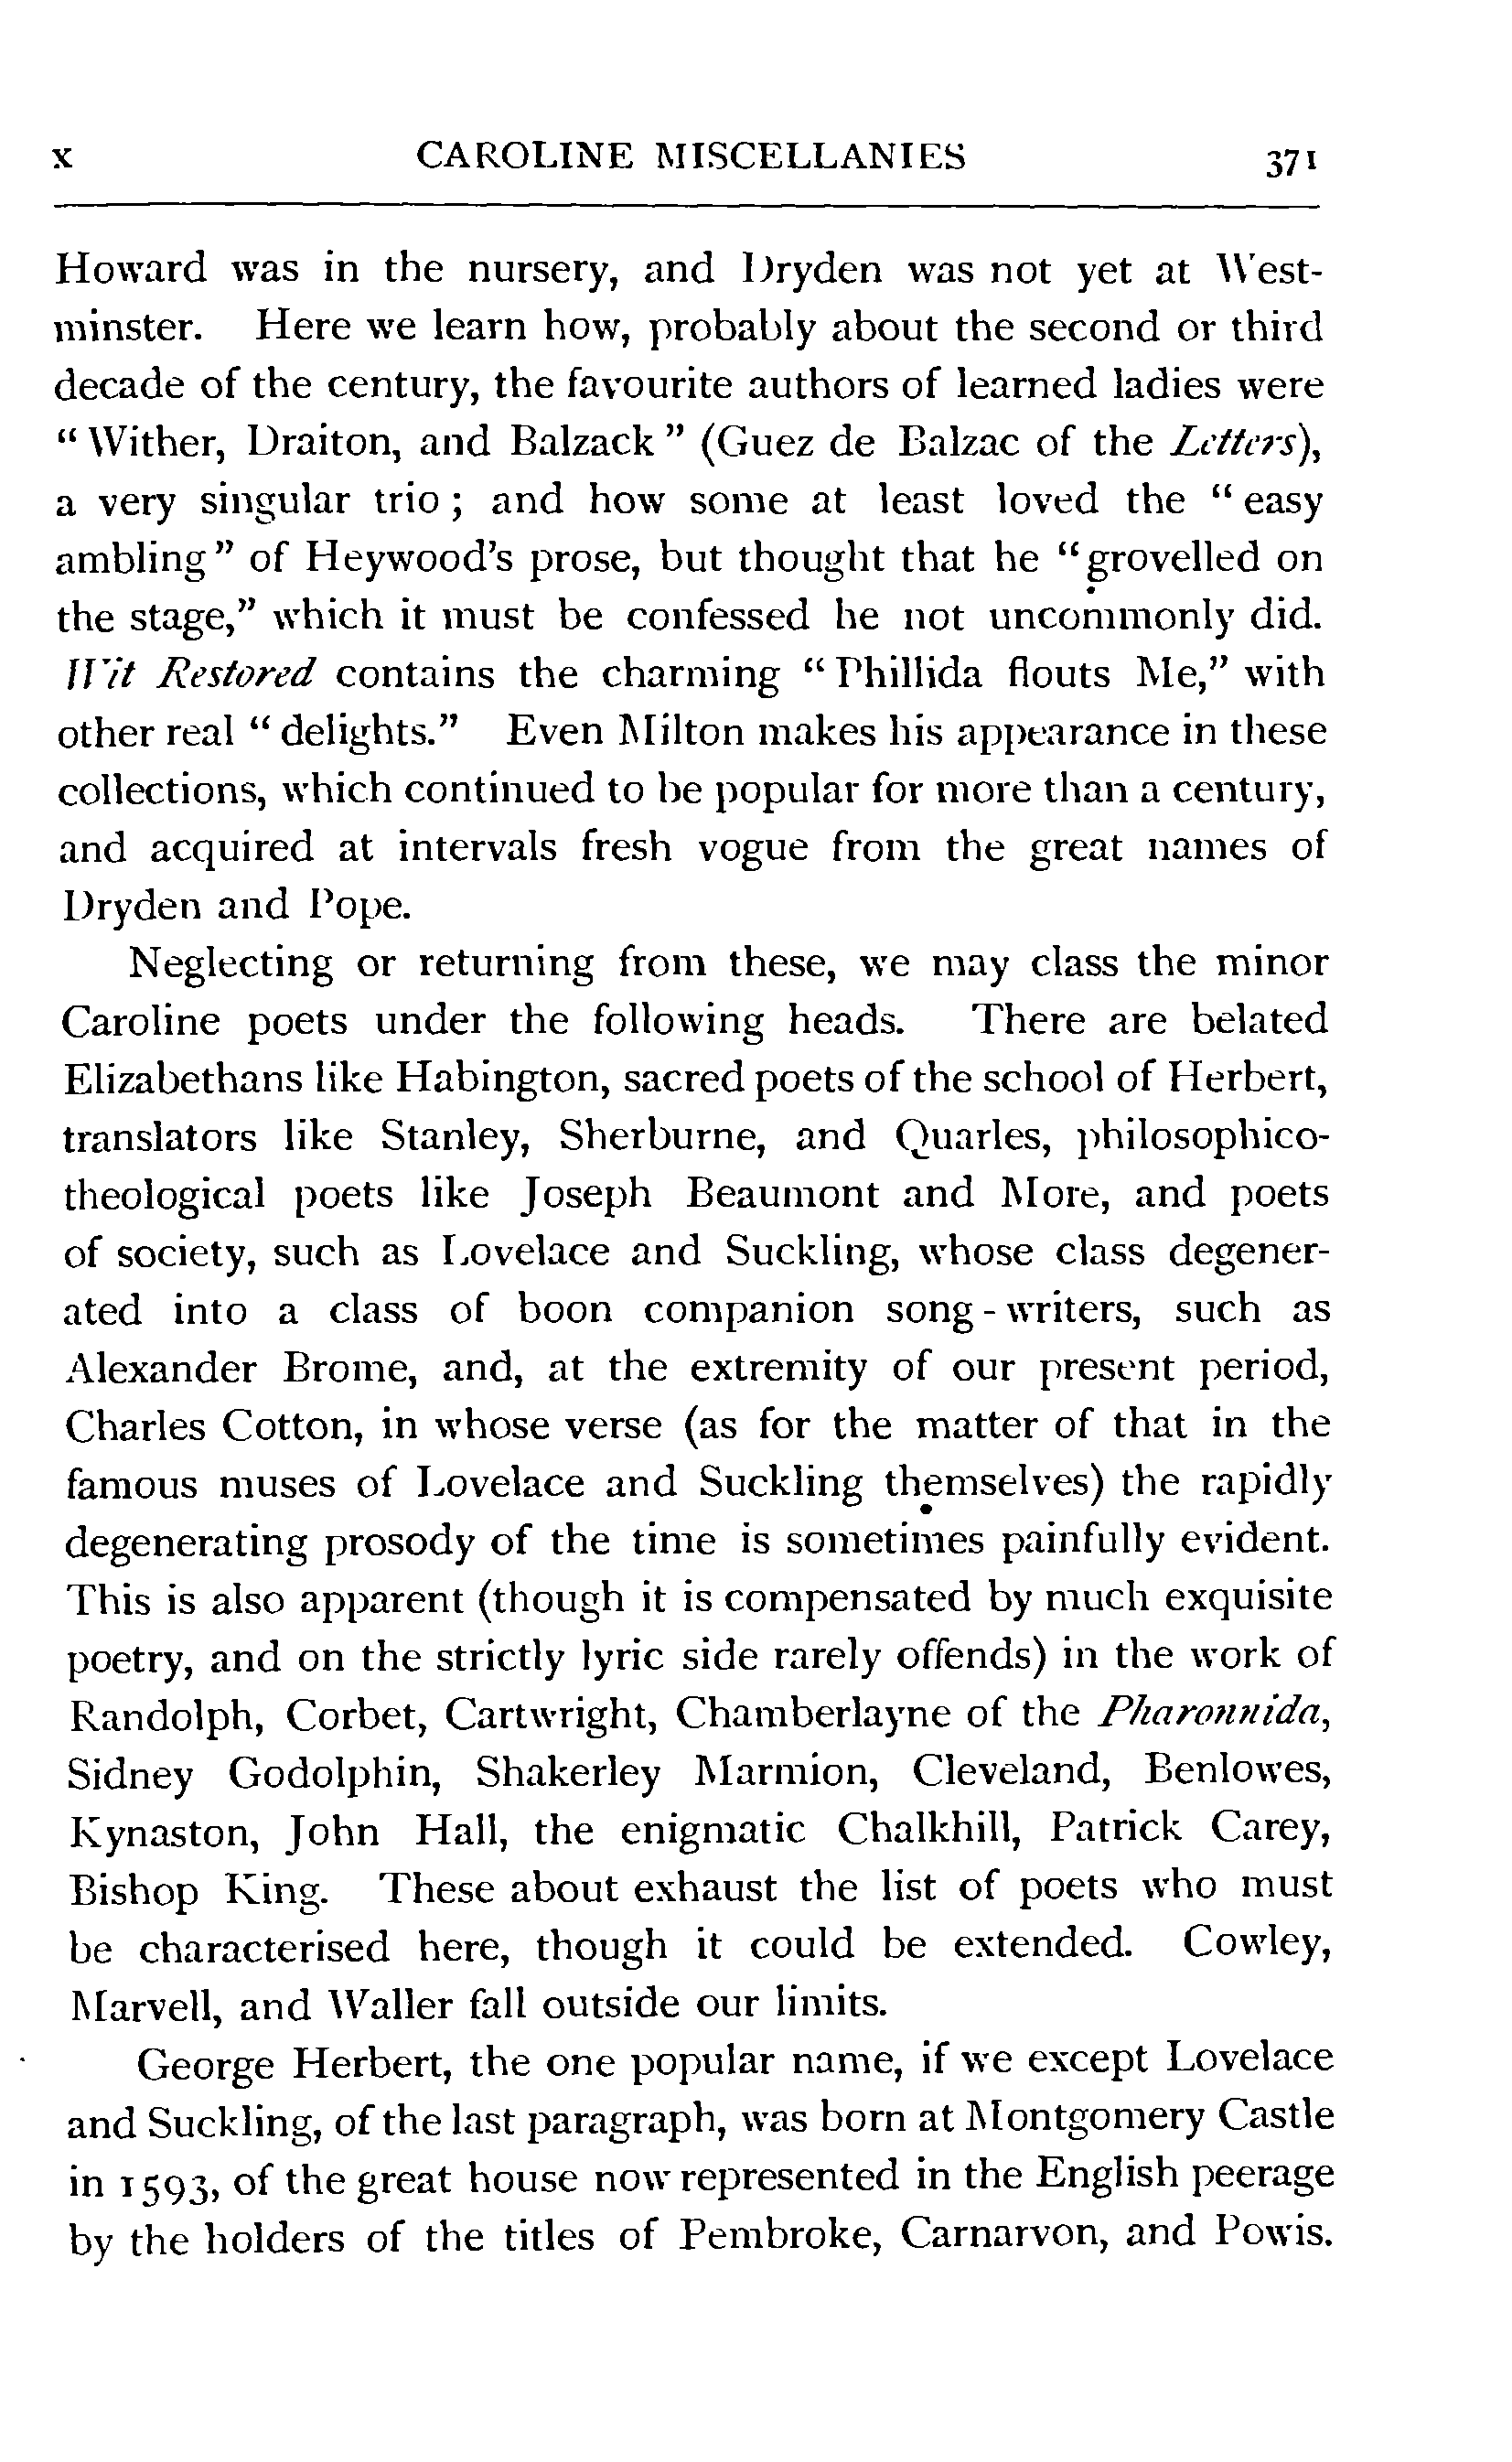 x CAROLINE MISCELLANIES 371
Howard was in the nursery, and Dryden was not yet at West-
minster. Here we learn how, probably about the second or third
decade of the century, the favourite authors of learned ladies were
“Wither, Draiton, and Balzack” (Guez de Balzac of the Letters),
a very singular trio; and how some at least loved the “easy
ambling” of Heywood’s prose, but thought that he “grovelled on
the stage,” which it must be confessed he not uncommonly did.
Wit Restored contains the charming “Phillida flouts Me,” with
other real “delights.” Even Milton makes his appearance in these
collections, which continued to be popular for more than a century,
and acquired at intervals fresh vogue from the great names of
Dryden and Pope.
Neglecting or returning from these, we may class the minor
Caroline poets under the following heads. There are belated
Elizabethans like Habington, sacred poets of the school of Herbert,
translators like Stanley, Sherburne, and Quarles, philosophico-
theological poets like Joseph Beaumont and More, and poets
of society, such as Lovelace and Suckling, whose class degener-
ated into a class of boon companion song-writers, such as
Alexander Brome, and, at the extremity of our present period,
Charles Cotton, in whose verse (as for the matter of that in the
famous muses of Lovelace and Suckling themselves) the rapidly
degenerating prosody of the time is sometimes painfully evident.
This is also apparent (though it is compensated by much exquisite
poetry, and on the strictly lyric side rarely offends) in the work of
Randolph, Corbet, Cartwright, Chamberlayne of the Pharonnida,
Sidney Godolphin, Shakerley Marmion, Cleveland, Benlowes,
Kynaston, John Hall, the enigmatic Chalkhill, Patrick Carey,
Bishop King. These about exhaust the list of poets who must
be characterised here, though it could be extended. Cowley,
Marvell, and Waller fall outside our limits.
George Herbert, the one popular name, if we except Lovelace
and Suckling, of the last paragraph, was born at Montgomery Castle
in 1593, of the great house now represented in the English peerage
by the holders of the titles of Pembroke, Carnarvon, and Powis.